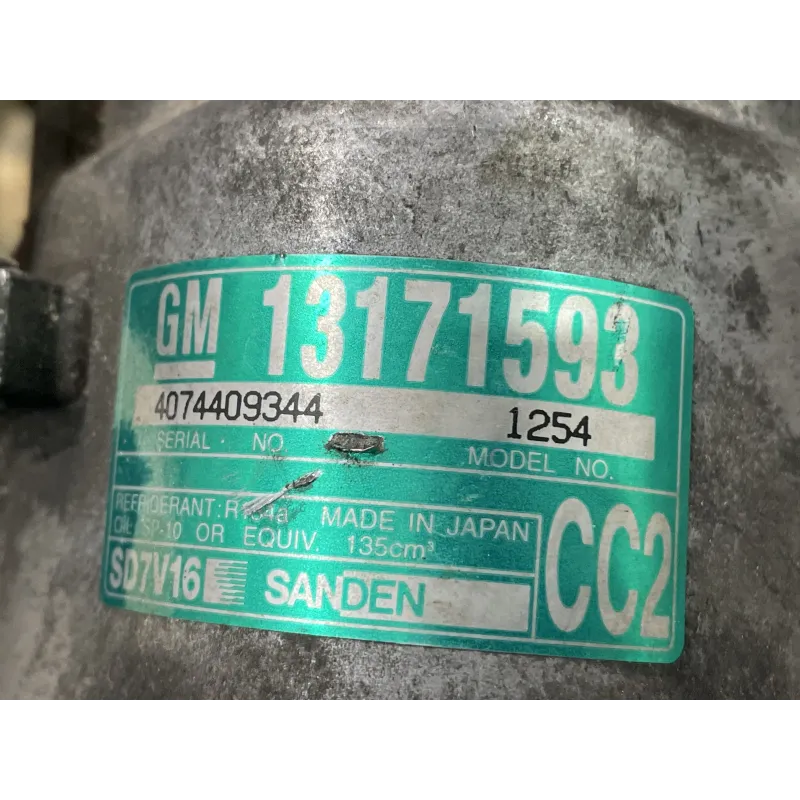 GM 13171593
4074409344 1254
SERIAL NO MODEL NO.
REFRIGERANT: R134a MADE IN JAPAN
OIL: SP-10 OR EQUIV. 135cm³
SD7V16 SANDEN
CC2